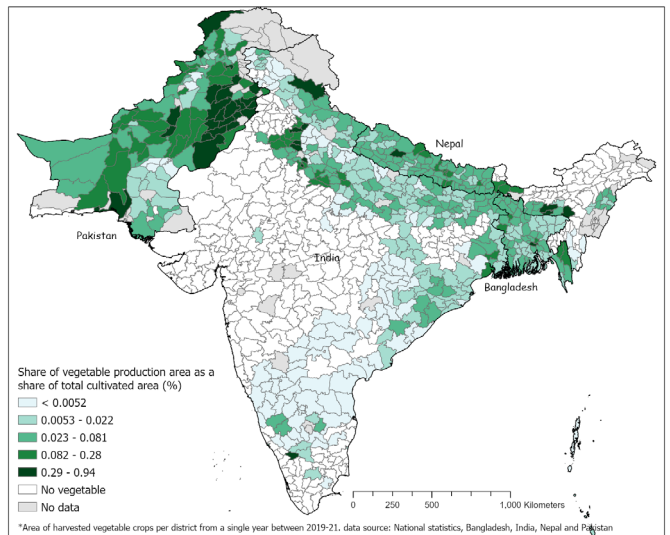 Nepal
Pakistan
India
Bangladesh
Share of vegetable production area as a
share of total cultivated area (%)
< 0.0052
0.0053 - 0.022
0.023 - 0.081
0.082 - 0.28
0.29 - 0.94
No vegetable
No data
0 250 500 1,000 Kilometers
*Area of harvested vegetable crops per district from a single year between 2019-21. data source: National statistics, Bangladesh, India, Nepal and Pakistan